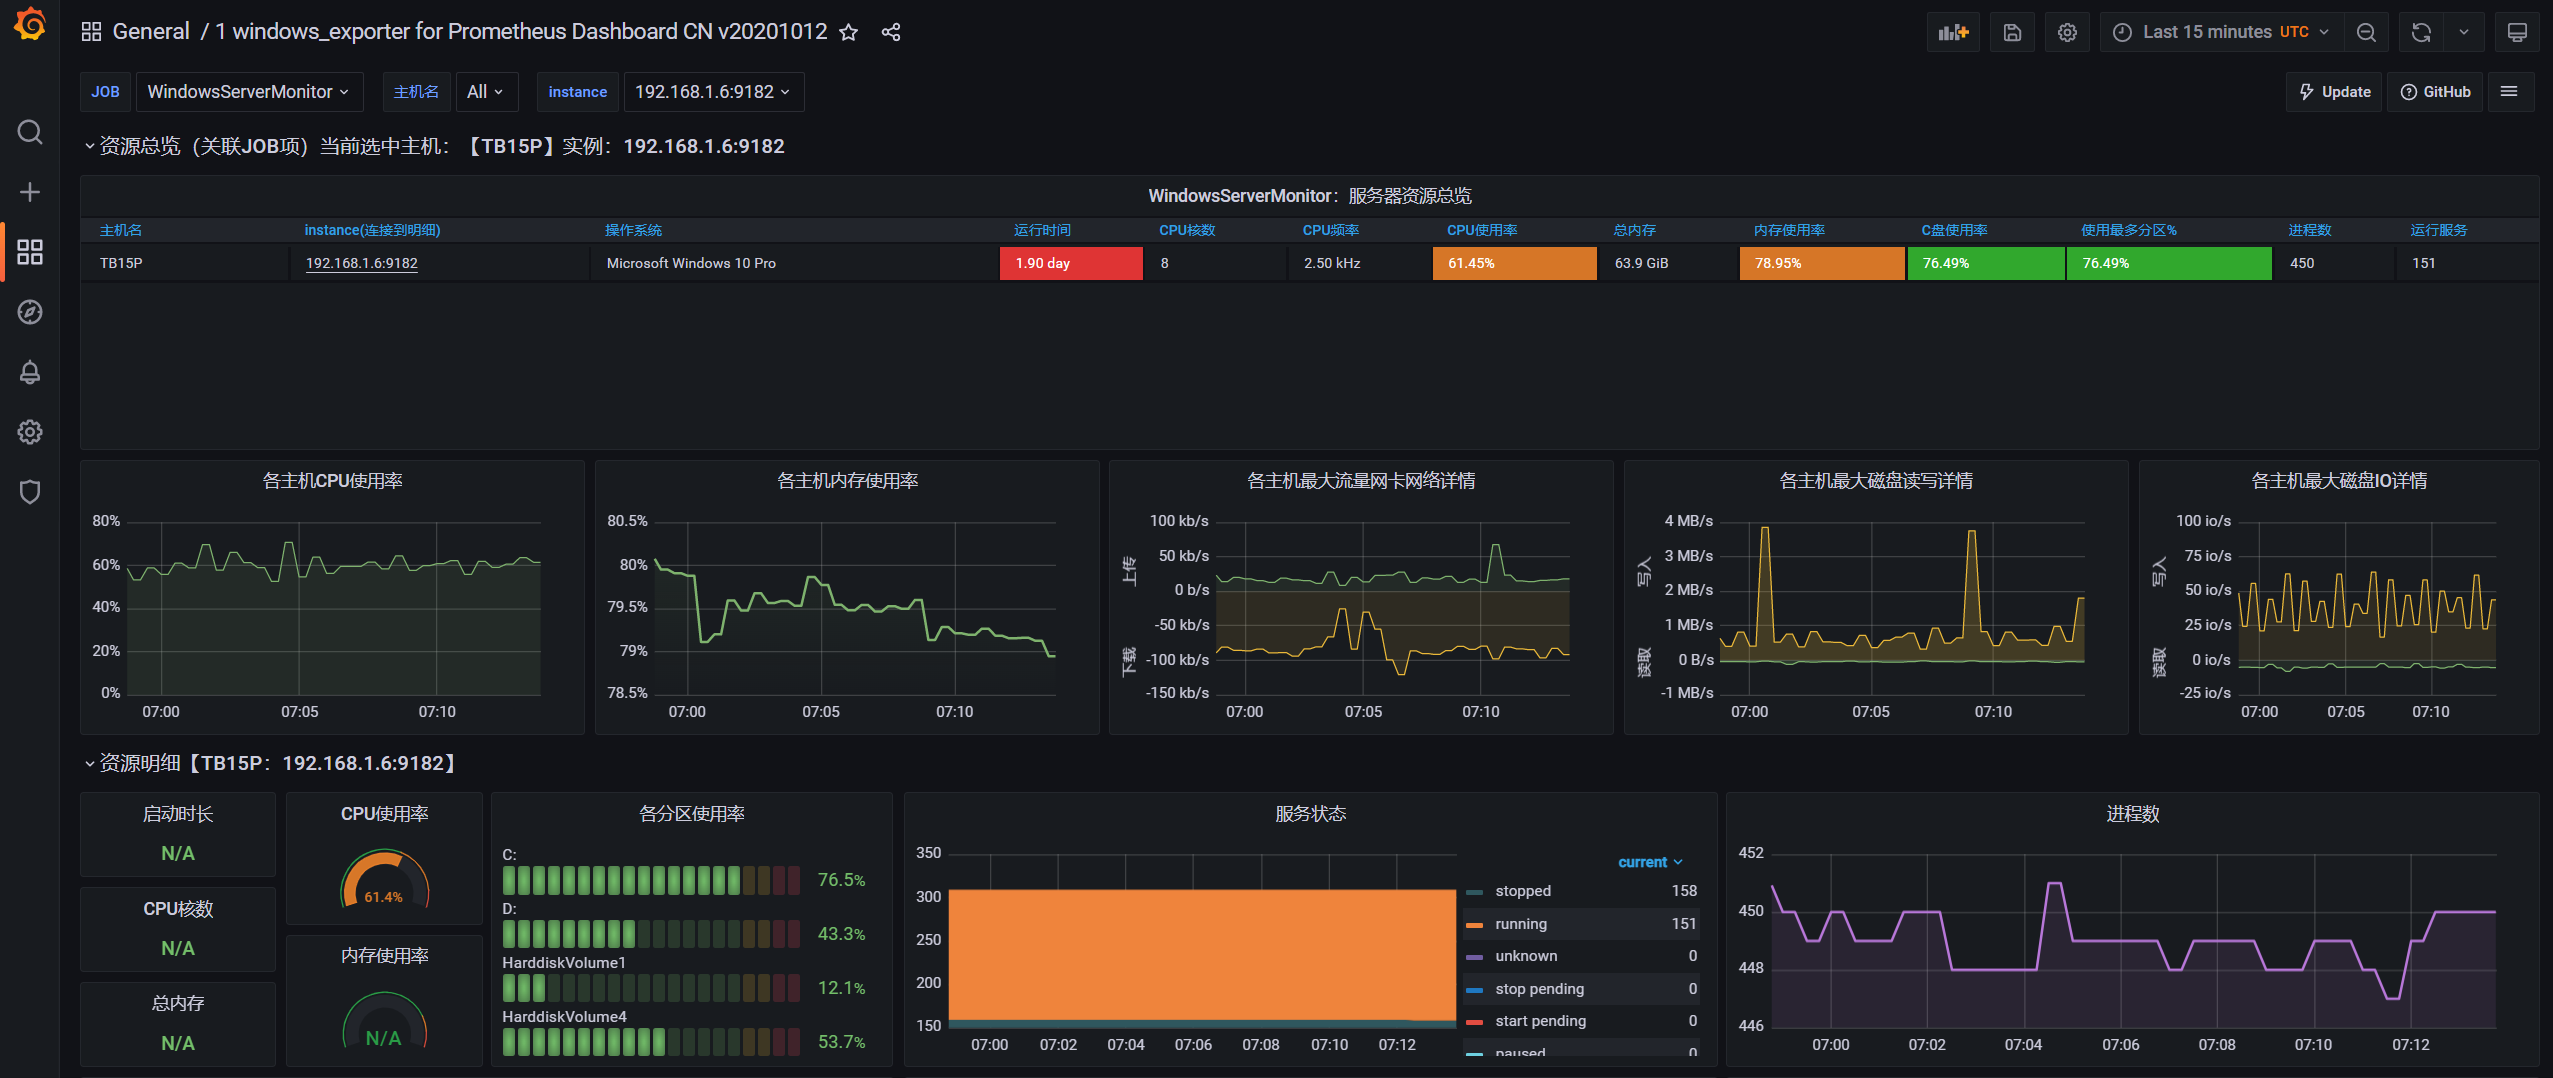 General / 1 windows_exporter for Prometheus Dashboard CN v20201012
Last 15 minutes UTC
JOB WindowsServerMonitor 主机名 All instance 192.168.1.6:9182
Update GitHub
资源总览（关联JOB项）当前选中主机：【TB15P】实例：192.168.1.6:9182
WindowsServerMonitor：服务器资源总览
主机名 instance(连接到明细) 操作系统 运行时间 CPU核数 CPU频率 CPU使用率 总内存 内存使用率 C盘使用率 使用最多分区% 进程数 运行服务
TB15P 192.168.1.6:9182 Microsoft Windows 10 Pro 1.90 day 8 2.50 kHz 61.45% 63.9 GiB 78.95% 76.49% 76.49% 450 151
各主机CPU使用率
80%
60%
40%
20%
0%
07:00 07:05 07:10
各主机内存使用率
80.5%
80%
79.5%
79%
78.5%
07:00 07:05 07:10
各主机最大流量网卡网络详情
上传
下载
100 kb/s
50 kb/s
0 b/s
-50 kb/s
-100 kb/s
-150 kb/s
07:00 07:05 07:10
各主机最大磁盘读写详情
写入
读取
4 MB/s
3 MB/s
2 MB/s
1 MB/s
0 B/s
-1 MB/s
07:00 07:05 07:10
各主机最大磁盘IO详情
写入
读取
100 io/s
75 io/s
50 io/s
25 io/s
0 io/s
-25 io/s
07:00 07:05 07:10
资源明细【TB15P：192.168.1.6:9182】
启动时长
N/A
CPU核数
N/A
总内存
N/A
CPU使用率
61.4%
内存使用率
N/A
各分区使用率
C:
76.5%
D:
43.3%
HarddiskVolume1
12.1%
HarddiskVolume4
53.7%
服务状态
350
300
250
200
150
07:00 07:02 07:04 07:06 07:08 07:10 07:12
current
stopped 158
running 151
unknown 0
stop pending 0
start pending 0
paused 0
进程数
452
450
448
446
07:00 07:02 07:04 07:06 07:08 07:10 07:12